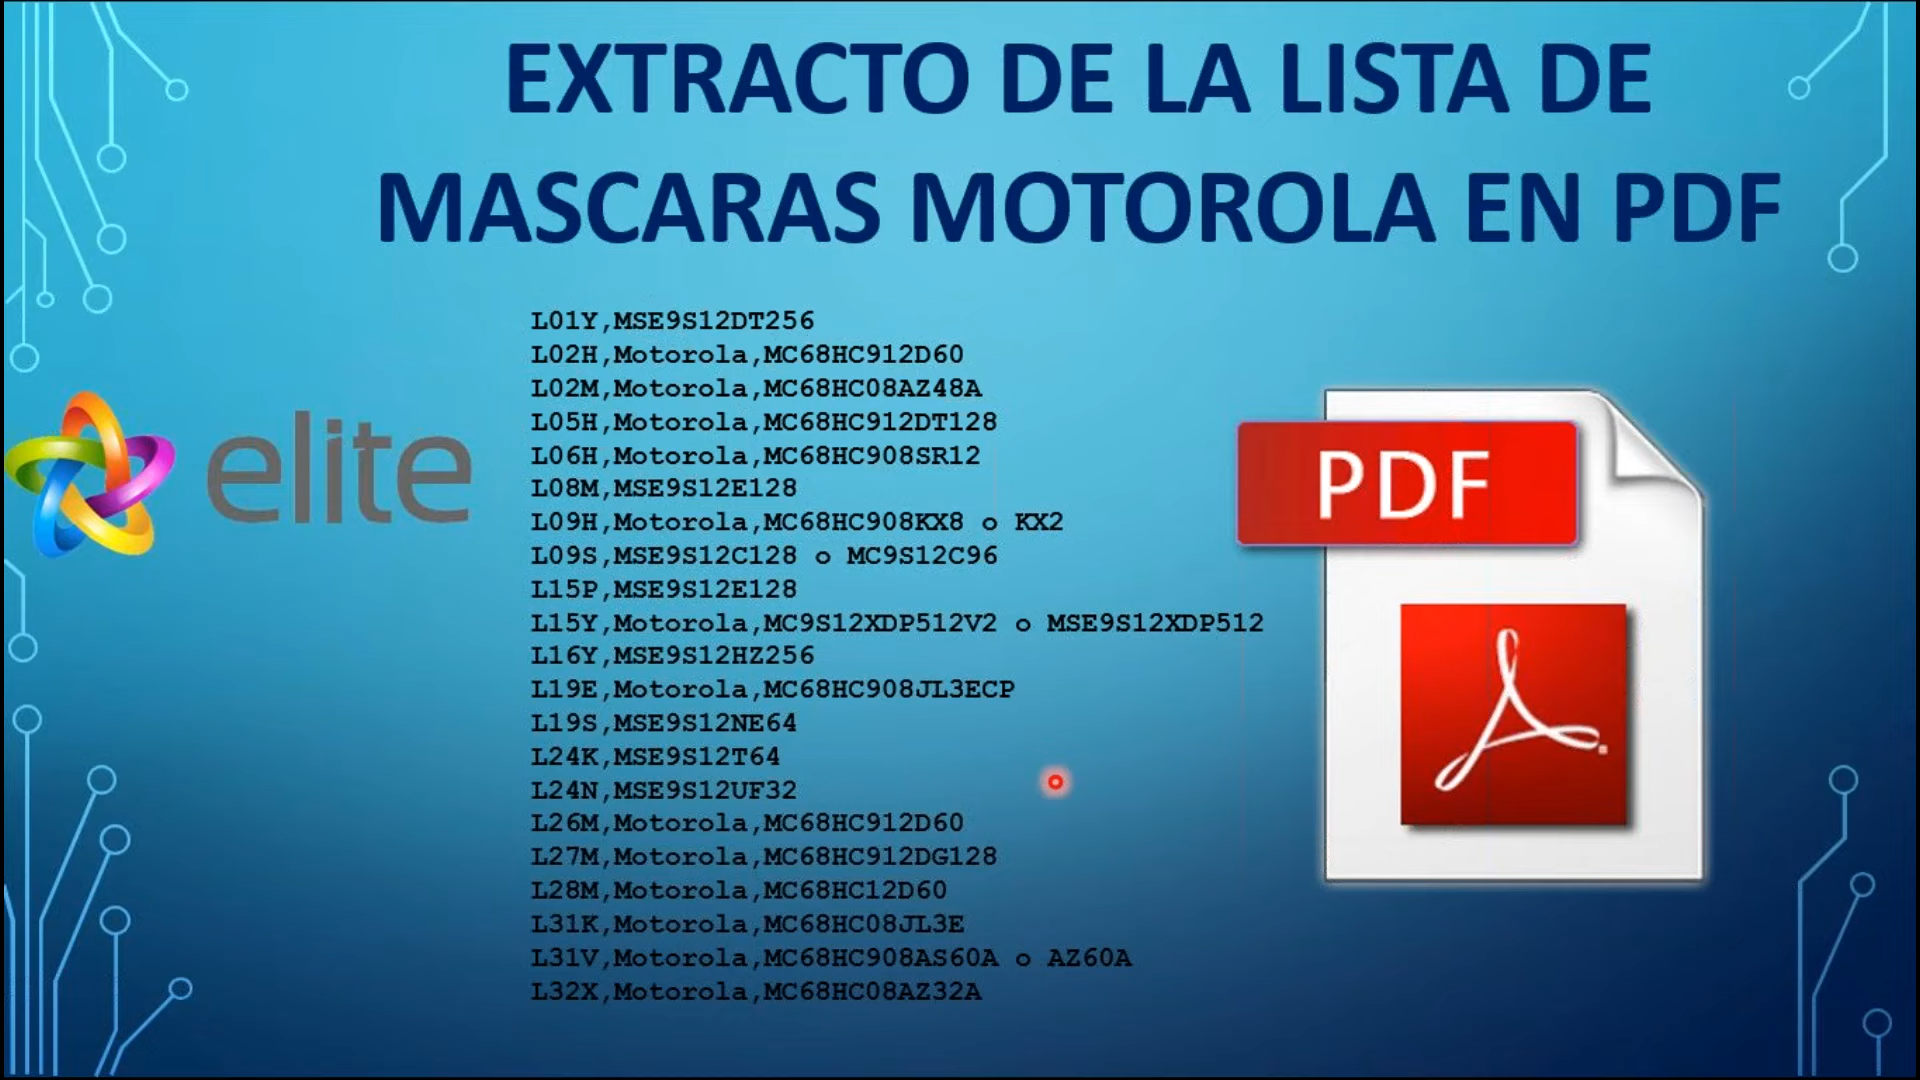 EXTRACTO DE LA LISTA DE
MASCARAS MOTOROLA EN PDF
elite
L01Y,MSE9S12DT256
L02H,Motorola,MC68HC912D60
L02M,Motorola,MC68HC08AZ48A
L05H,Motorola,MC68HC912DT128
L06H,Motorola,MC68HC908SR12
L08M,MSE9S12E128
L09H,Motorola,MC68HC908KX8 o KX2
L09S,MSE9S12C128 o MC9S12C96
L15P,MSE9S12E128
L15Y,Motorola,MC9S12XDP512V2 o MSE9S12XDP512
L16Y,MSE9S12HZ256
L19E,Motorola,MC68HC908JL3ECP
L19S,MSE9S12NE64
L24K,MSE9S12T64
L24N,MSE9S12UF32
L26M,Motorola,MC68HC912D60
L27M,Motorola,MC68HC912DG128
L28M,Motorola,MC68HC12D60
L31K,Motorola,MC68HC08JL3E
L31V,Motorola,MC68HC908AS60A o AZ60A
L32X,Motorola,MC68HC08AZ32A
PDF